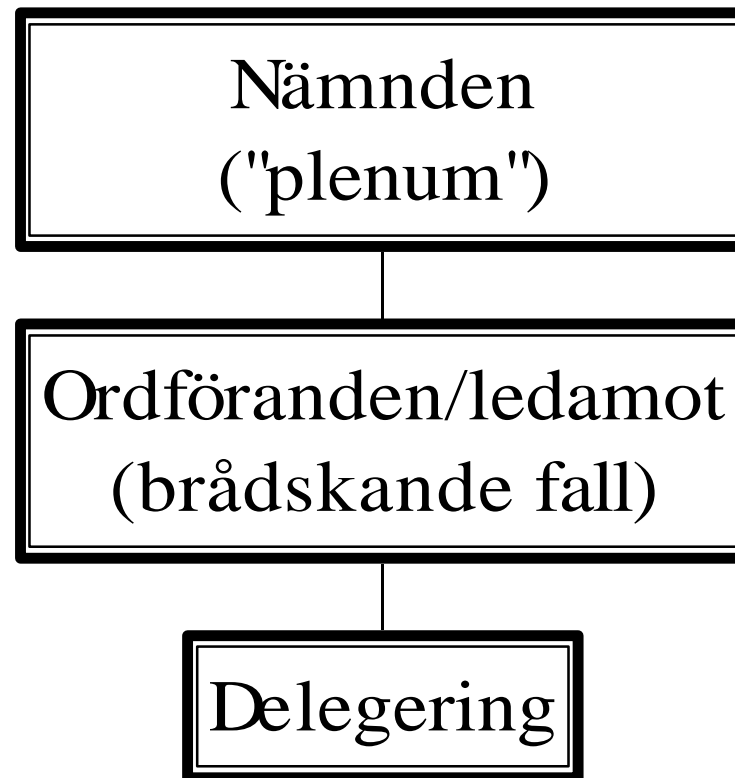 Nämnden
("plenum")
Ordföranden/ledamot
(brådskande fall)
Delegering